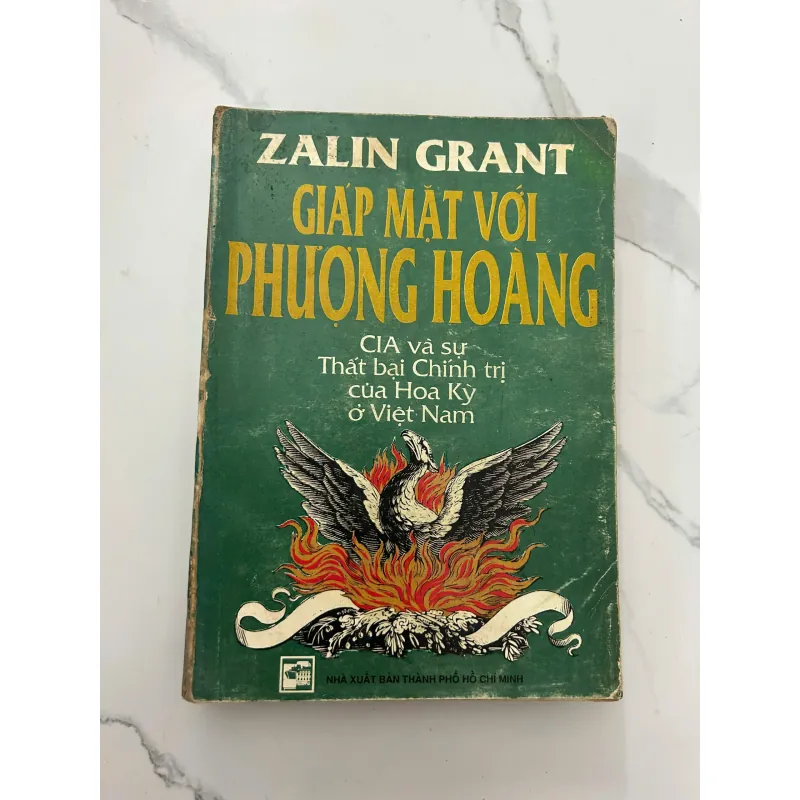 ZALIN GRANT
GIÁP MẶT VỚI
PHƯỢNG HOÀNG
CIA và sự
Thất bại Chính trị
của Hoa Kỳ
ở Việt Nam
NHÀ XUẤT BẢN THÀNH PHỐ HỒ CHÍ MINH